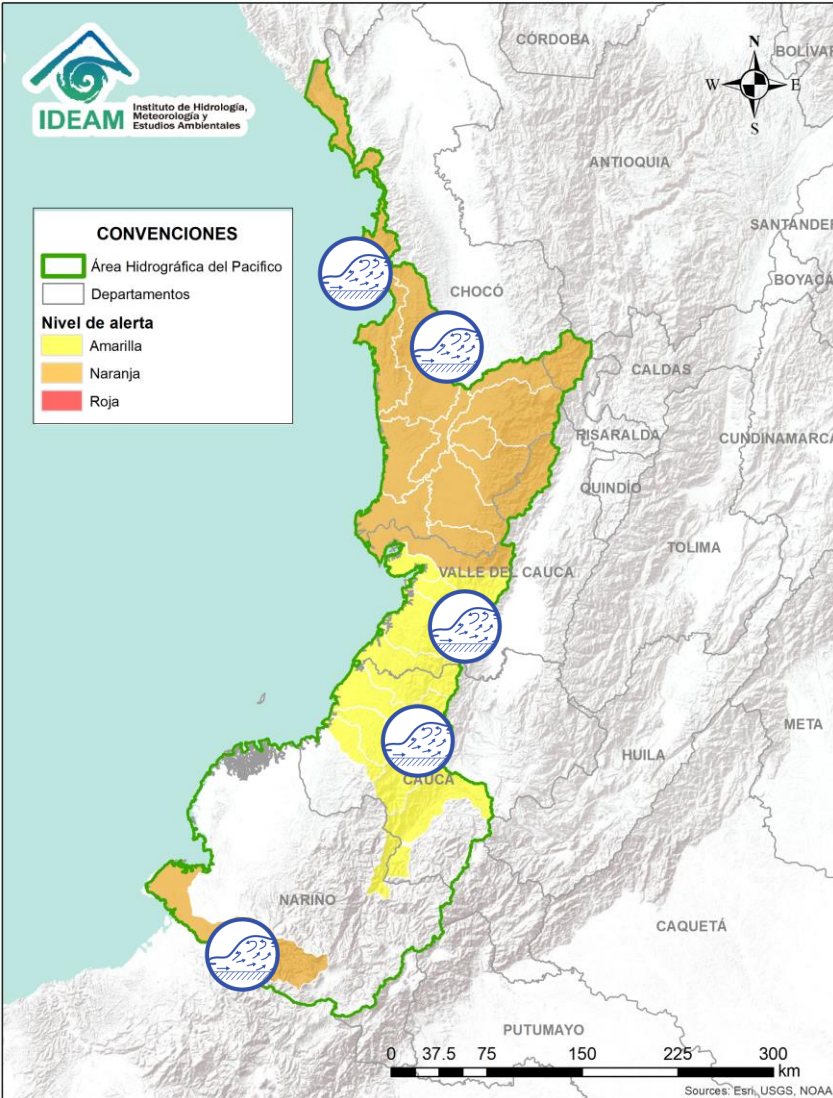 IDEAM
Instituto de Hidrología,
Meteorología y
Estudios Ambientales
CÓRDOBA
BOLÍVAR
N
W
E
S
ANTIOQUIA
SANTANDER
BOYACÁ
CONVENCIONES
Área Hidrográfica del Pacifico
Departamentos
Nivel de alerta
Amarilla
Naranja
Roja
CHOCÓ
CALDAS
RISARALDA
CUNDINAMARCA
QUINDÍO
TOLIMA
VALLE DEL CAUCA
META
HUILA
CAUCA
NARIÑO
CAQUETÁ
PUTUMAYO
0 37.5 75 150 225 300
km
Sources: Esri, USGS, NOAA